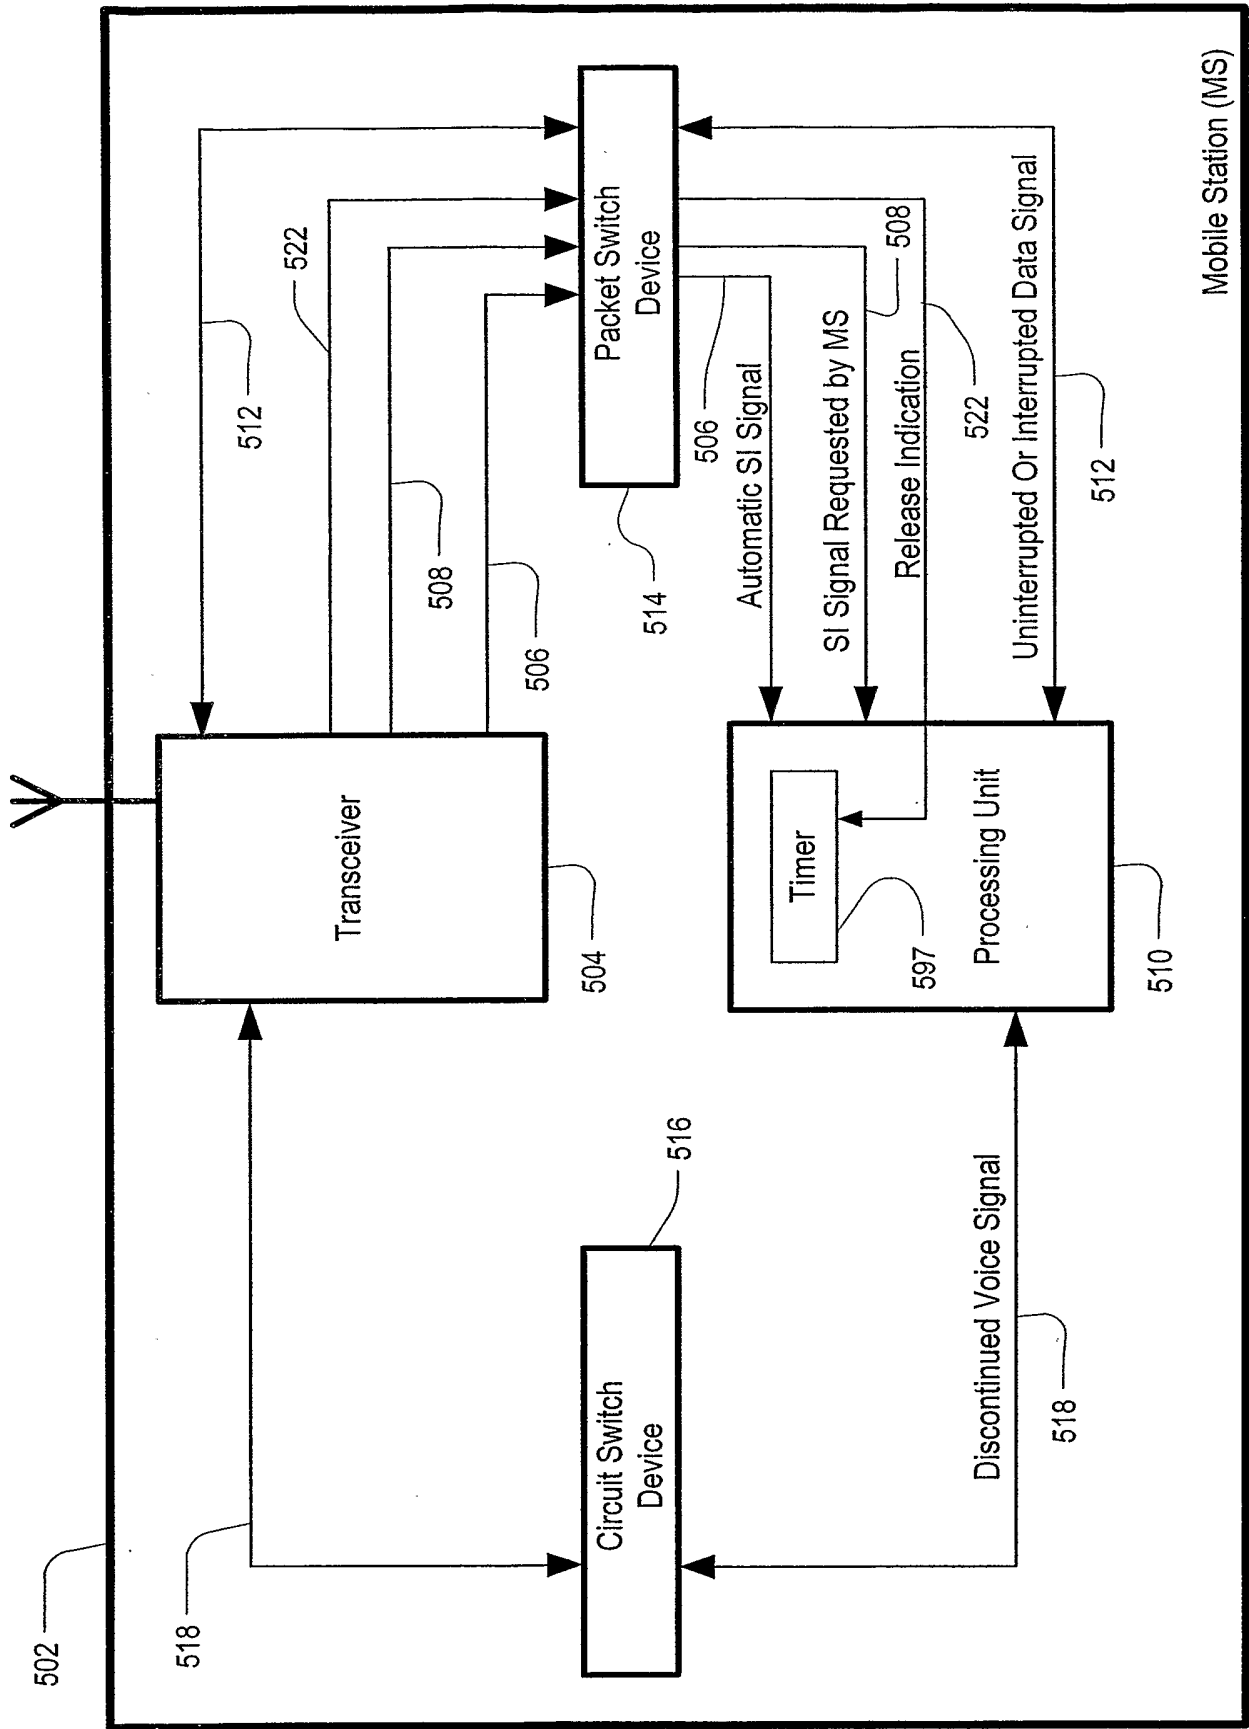 502
518
Circuit Switch
Device
516
Discontinued Voice Signal
518
Transceiver
504
Timer
597
Processing Unit
510
512
522
508
506
Packet Switch
Device
514
506
Automatic SI Signal
SI Signal Requested by MS
508
Release Indication
522
Uninterrupted Or Interrupted Data Signal
512
Mobile Station (MS)